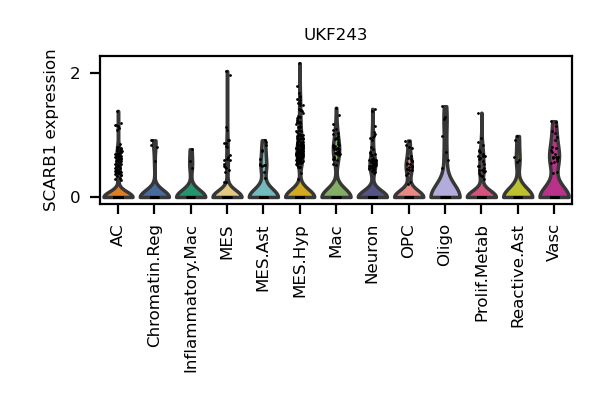 UKF243
SCARB1 expression
2
0
AC
Chromatin.Reg
Inflammatory.Mac
MES
MES.Ast
MES.Hyp
Mac
Neuron
OPC
Oligo
Prolif.Metab
Reactive.Ast
Vasc